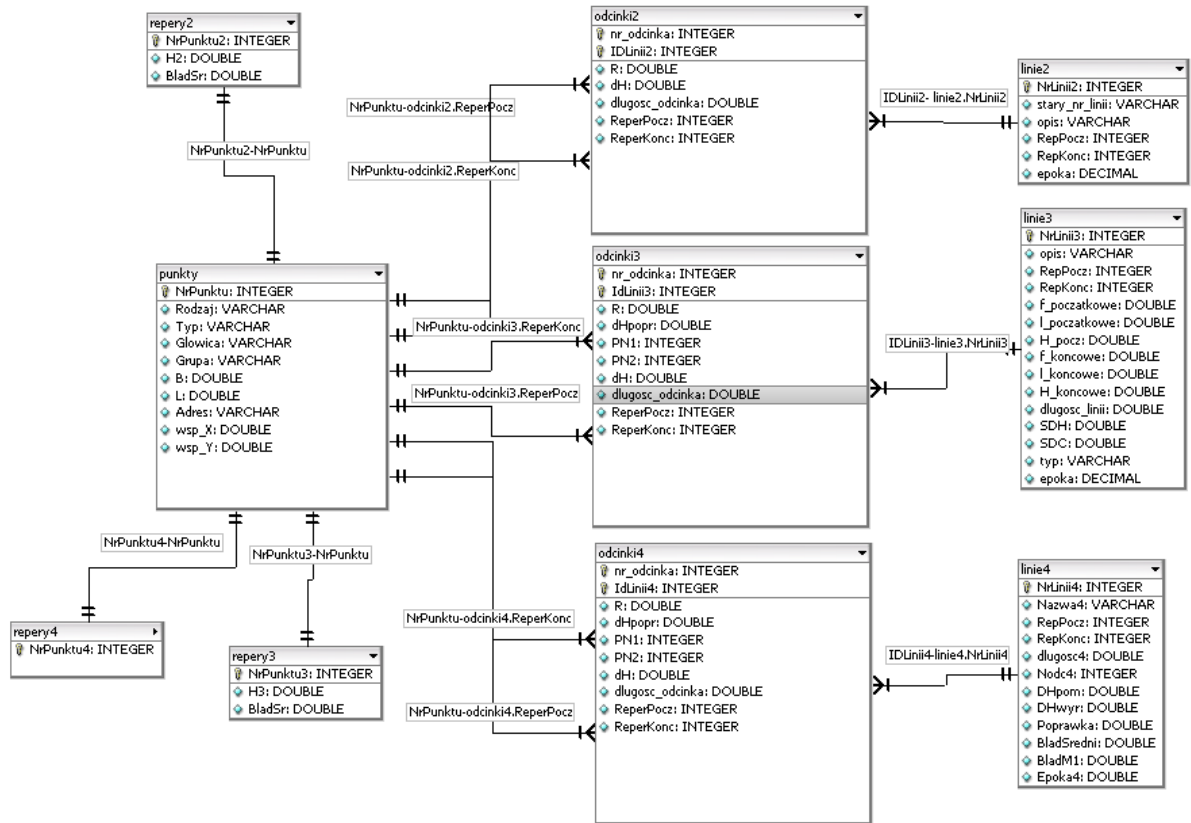 repery2
NrPunktu2: INTEGER
H2: DOUBLE
BladSr: DOUBLE
NrPunktu2-NrPunktu
punkty
NrPunktu: INTEGER
Rodzaj: VARCHAR
Typ: VARCHAR
Glowica: VARCHAR
Grupa: VARCHAR
B: DOUBLE
L: DOUBLE
Adres: VARCHAR
wsp_X: DOUBLE
wsp_Y: DOUBLE
NrPunktu4-NrPunktu
NrPunktu3-NrPunktu
repery4
NrPunktu4: INTEGER
repery3
NrPunktu3: INTEGER
H3: DOUBLE
BladSr: DOUBLE
NrPunktu-odcinki2.ReperPocz
NrPunktu-odcinki2.ReperKonc
NrPunktu-odcinki3.ReperKonc
NrPunktu-odcinki3.ReperPocz
NrPunktu-odcinki4.ReperKonc
NrPunktu-odcinki4.ReperPocz
odcinki2
nr_odcinka: INTEGER
IDLinii2: INTEGER
R: DOUBLE
dH: DOUBLE
dlugosc_odcinka: DOUBLE
ReperPocz: INTEGER
ReperKonc: INTEGER
odcinki3
nr_odcinka: INTEGER
IdLinii3: INTEGER
R: DOUBLE
dHpopr: DOUBLE
PN1: INTEGER
PN2: INTEGER
dH: DOUBLE
dlugosc_odcinka: DOUBLE
ReperPocz: INTEGER
ReperKonc: INTEGER
odcinki4
nr_odcinka: INTEGER
IdLinii4: INTEGER
R: DOUBLE
dHpopr: DOUBLE
PN1: INTEGER
PN2: INTEGER
dH: DOUBLE
dlugosc_odcinka: DOUBLE
ReperPocz: INTEGER
ReperKonc: INTEGER
IDLinii2- linie2.NrLinii2
IDLinii3-linie3.NrLinii3
IDLinii4-linie4.NrLinii4
linie2
NrLinii2: INTEGER
stary_nr_linii: VARCHAR
opis: VARCHAR
RepPocz: INTEGER
RepKonc: INTEGER
epoka: DECIMAL
linie3
NrLinii3: INTEGER
opis: VARCHAR
RepPocz: INTEGER
RepKonc: INTEGER
f_poczatkowe: DOUBLE
l_poczatkowe: DOUBLE
H_pocz: DOUBLE
f_koncowe: DOUBLE
l_koncowe: DOUBLE
H_koncowe: DOUBLE
dlugosc_linii: DOUBLE
SDH: DOUBLE
SDC: DOUBLE
typ: VARCHAR
epoka: DECIMAL
linie4
NrLinii4: INTEGER
Nazwa4: VARCHAR
RepPocz: INTEGER
RepKonc: INTEGER
dlugosc4: DOUBLE
Nodc4: INTEGER
DHpom: DOUBLE
DHwyr: DOUBLE
Poprawka: DOUBLE
BladSredni: DOUBLE
BladM1: DOUBLE
Epoka4: DOUBLE